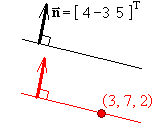 n⃗ = [ 4 −3 5 ]ᵀ
(3, 7, 2)